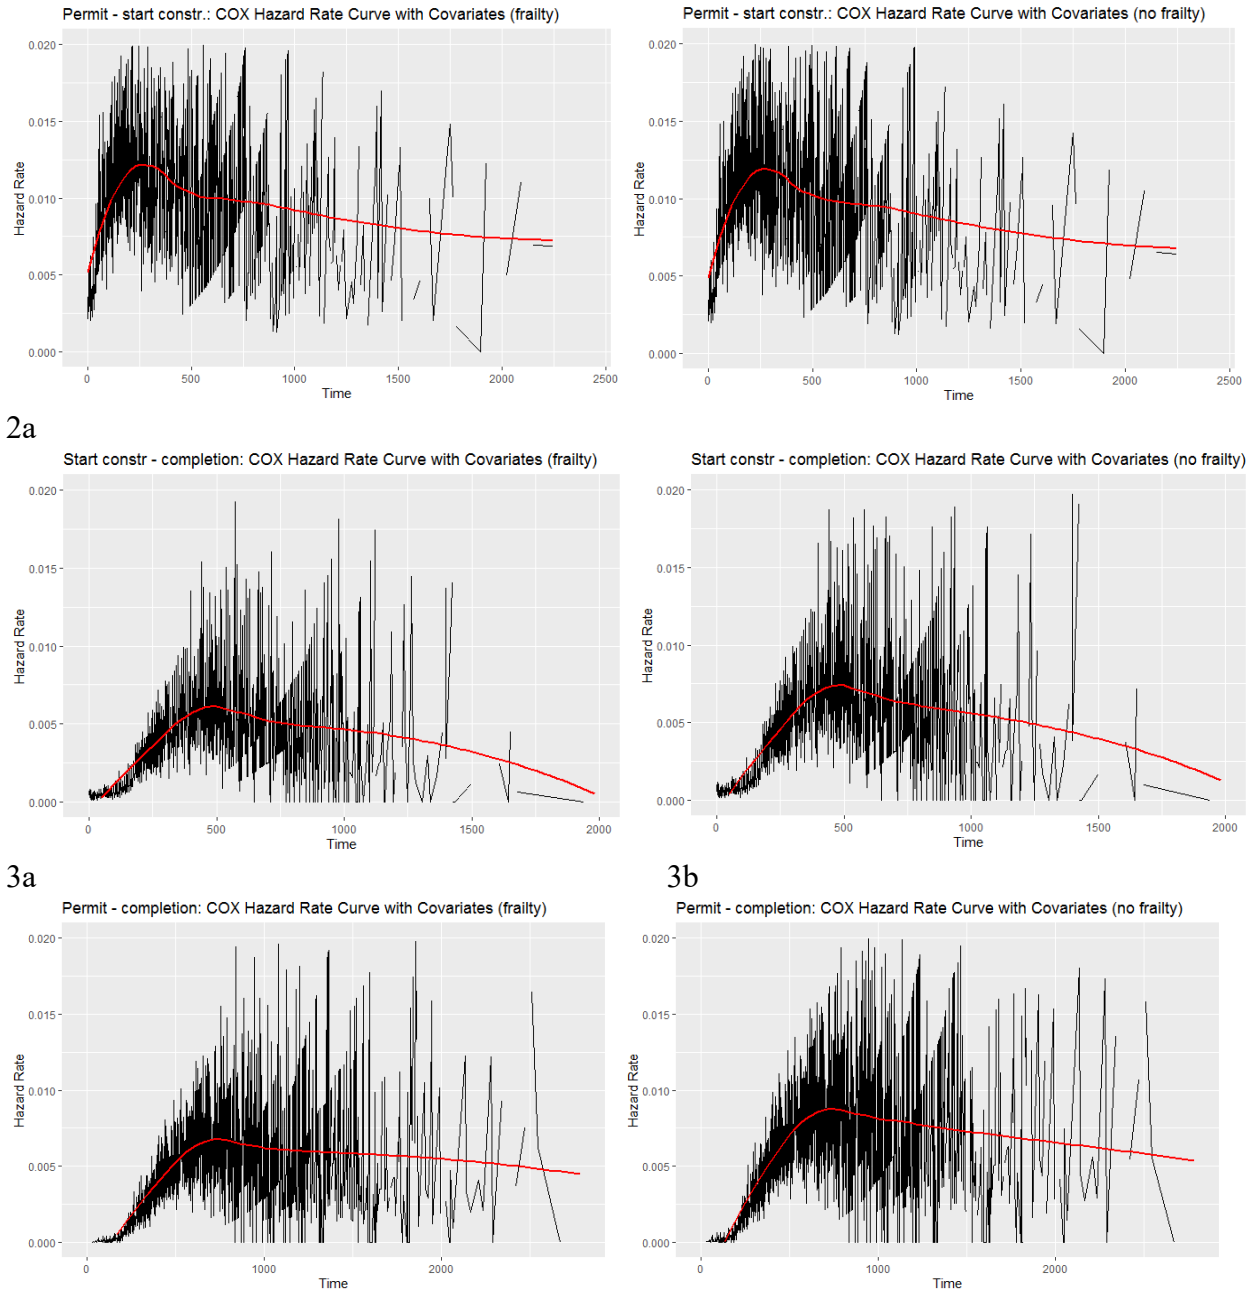 Permit - start constr.: COX Hazard Rate Curve with Covariates (frailty)
Permit - start constr.: COX Hazard Rate Curve with Covariates (no frailty)
0.020
0.015
0.010
0.005
0.000
Hazard Rate
0
500
1000
1500
2000
2500
Time
0.020
0.015
0.010
0.005
0.000
Hazard Rate
0
500
1000
1500
2000
2500
Time
2a
Start constr - completion: COX Hazard Rate Curve with Covariates (frailty)
Start constr - completion: COX Hazard Rate Curve with Covariates (no frailty)
0.020
0.015
0.010
0.005
0.000
Hazard Rate
0
500
1000
1500
2000
Time
0.020
0.015
0.010
0.005
0.000
Hazard Rate
0
500
1000
1500
2000
Time
3a
3b
Permit - completion: COX Hazard Rate Curve with Covariates (frailty)
Permit - completion: COX Hazard Rate Curve with Covariates (no frailty)
0.020
0.015
0.010
0.005
0.000
Hazard Rate
0
1000
2000
Time
0.020
0.015
0.010
0.005
0.000
Hazard Rate
0
1000
2000
Time